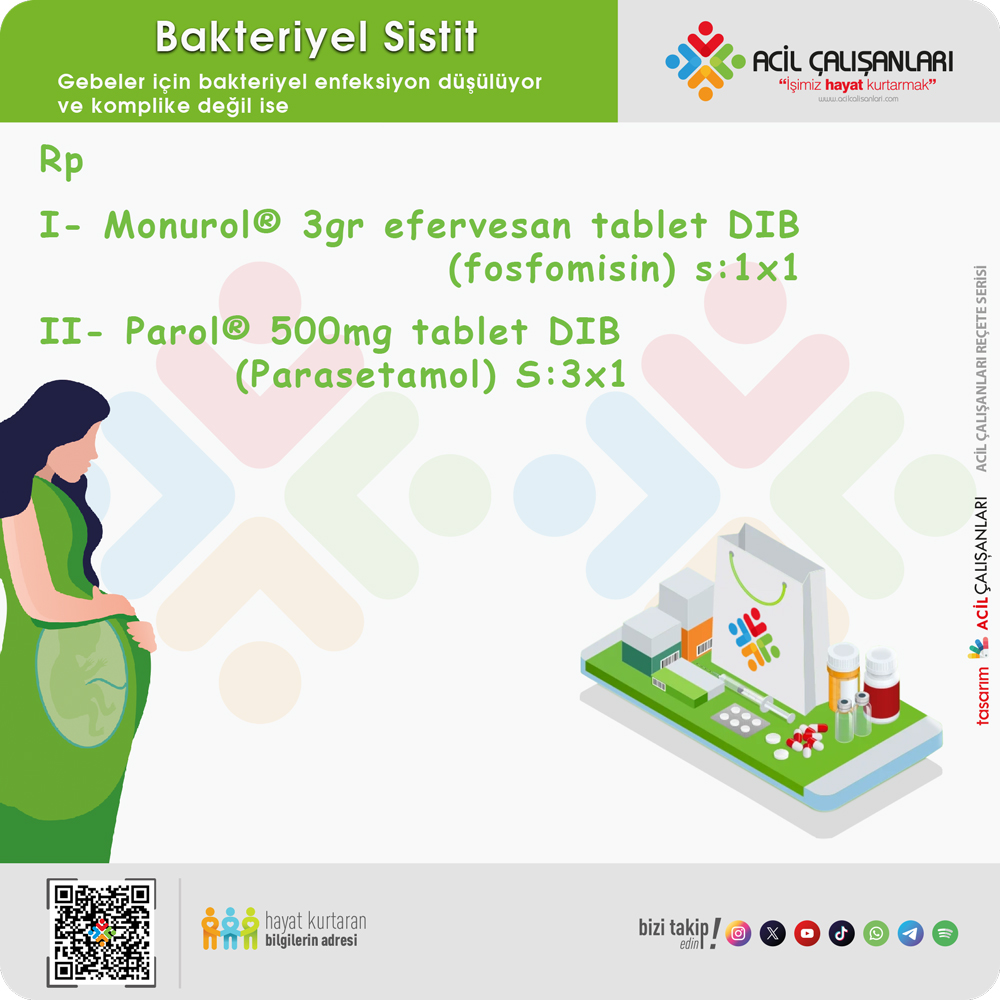 Bakteriyel Sistit
Gebeler için bakteriyel enfeksiyon düşülüyor
ve komplike değil ise
ACİL ÇALIŞANLARI
“İşimiz hayat kurtarmak”
www.acilcalisanlari.com
Rp
I- Monurol® 3gr efervesan tablet DIB
(fosfomisin) s:1x1
II- Parol® 500mg tablet DIB
(Parasetamol) S:3x1
ACİL ÇALIŞANLARI REÇETE SERİSİ
tasarım ACİL ÇALIŞANLARI
hayat kurtaran
bilgilerin adresi
bizi takip
edin!